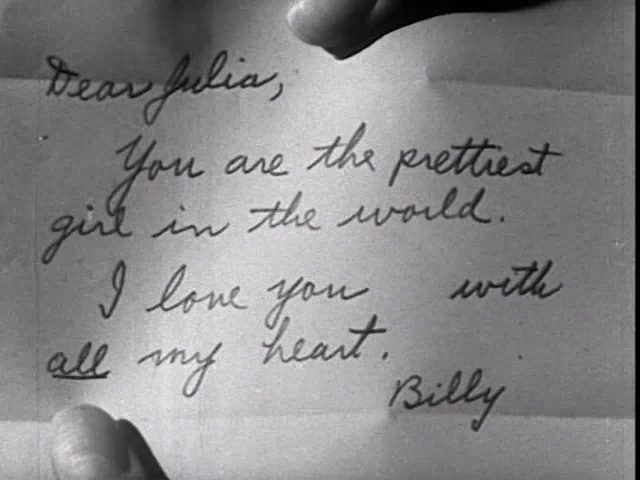 Dear Julia,
You are the prettiest
girl in the world.
I love you with
all my heart.
Billy